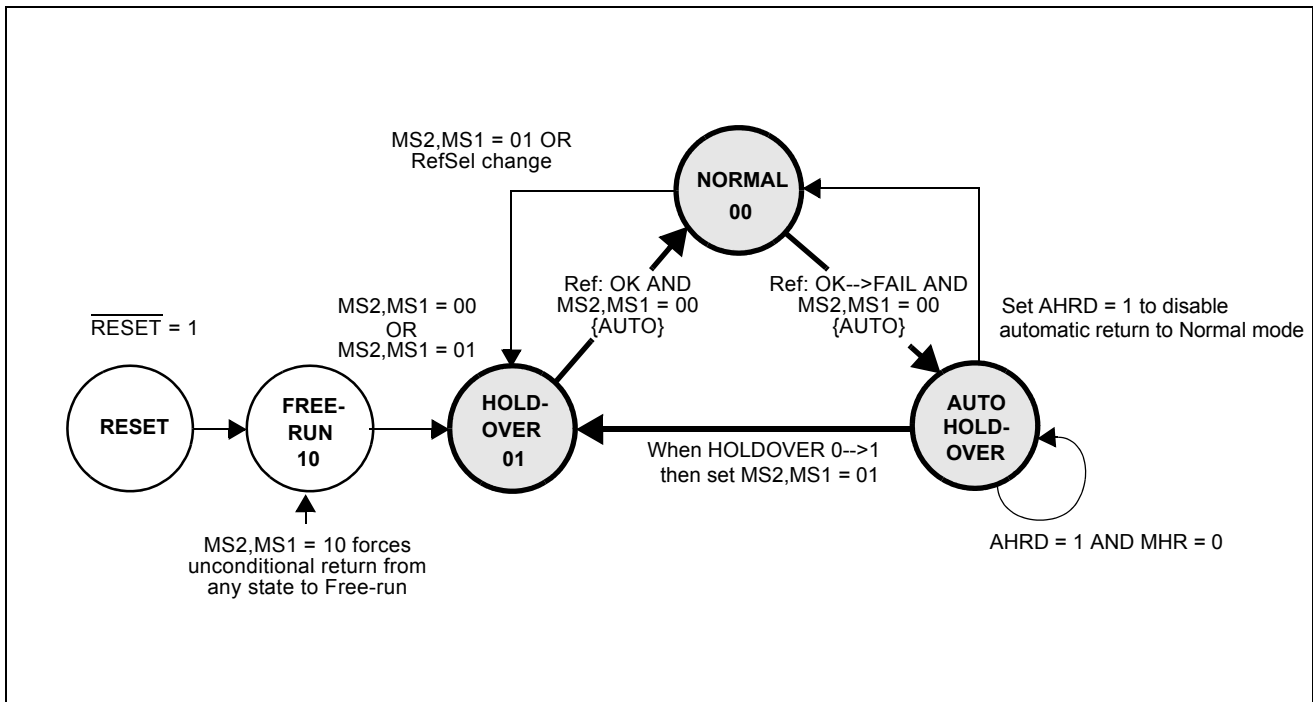 MS2,MS1 = 01 OR
RefSel change
NORMAL
00
Ref: OK AND
MS2,MS1 = 00
{AUTO}
Ref: OK-->FAIL AND
MS2,MS1 = 00
{AUTO}
Set AHRD = 1 to disable
automatic return to Normal mode
MS2,MS1 = 00
OR
MS2,MS1 = 01
RESET = 1
RESET
FREE-
RUN
10
HOLD-
OVER
01
AUTO
HOLD-
OVER
When HOLDOVER 0-->1
then set MS2,MS1 = 01
AHRD = 1 AND MHR = 0
MS2,MS1 = 10 forces
unconditional return from
any state to Free-run